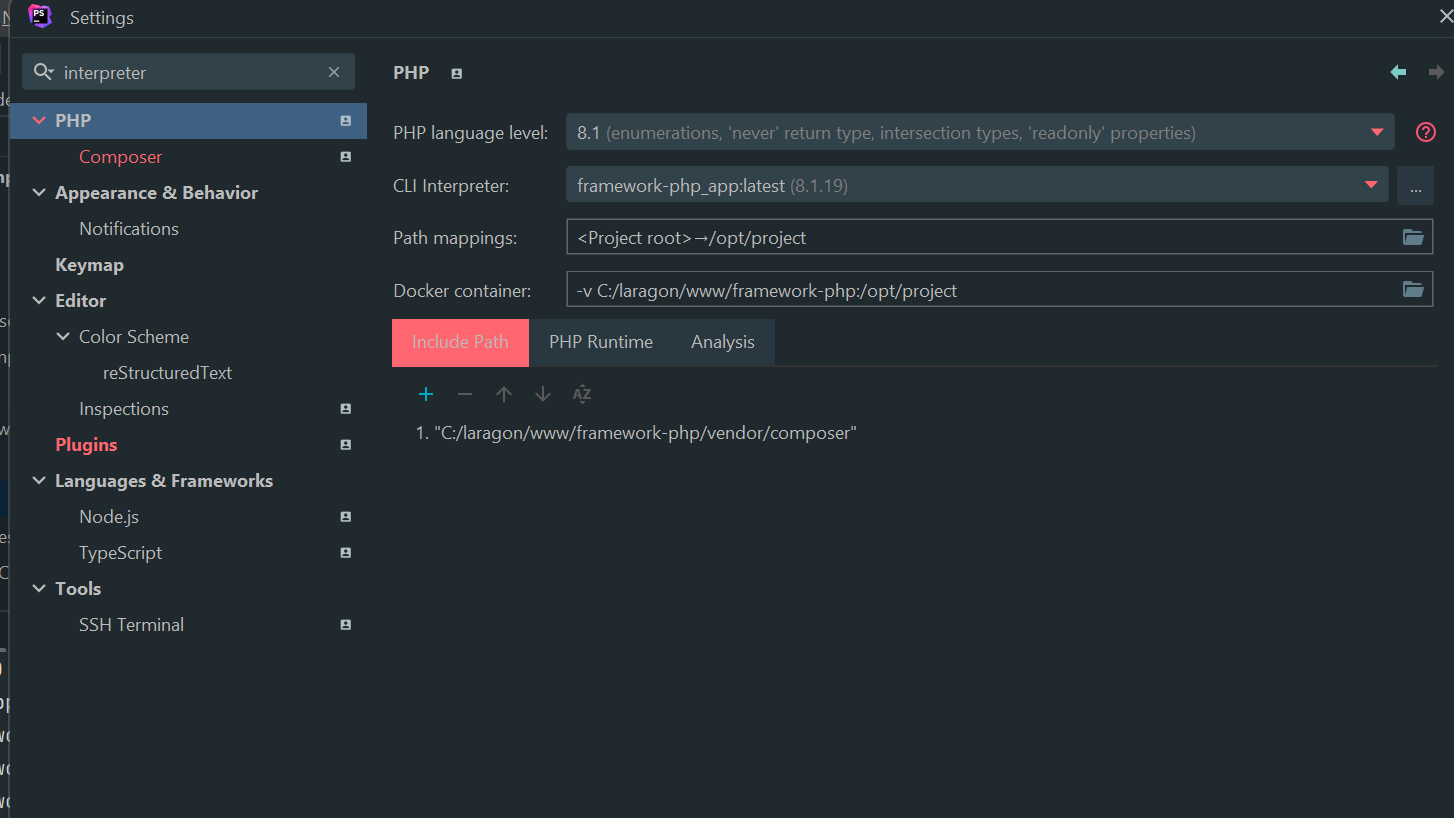 PS Settings
interpreter
PHP
Composer
Appearance & Behavior
Notifications
Keymap
Editor
Color Scheme
reStructuredText
Inspections
Plugins
Languages & Frameworks
Node.js
TypeScript
Tools
SSH Terminal
PHP
PHP language level: 8.1 (enumerations, 'never' return type, intersection types, 'readonly' properties)
CLI Interpreter: framework-php_app:latest (8.1.19) ...
Path mappings: <Project root>→/opt/project
Docker container: -v C:/laragon/www/framework-php:/opt/project
Include Path PHP Runtime Analysis
1. "C:/laragon/www/framework-php/vendor/composer"